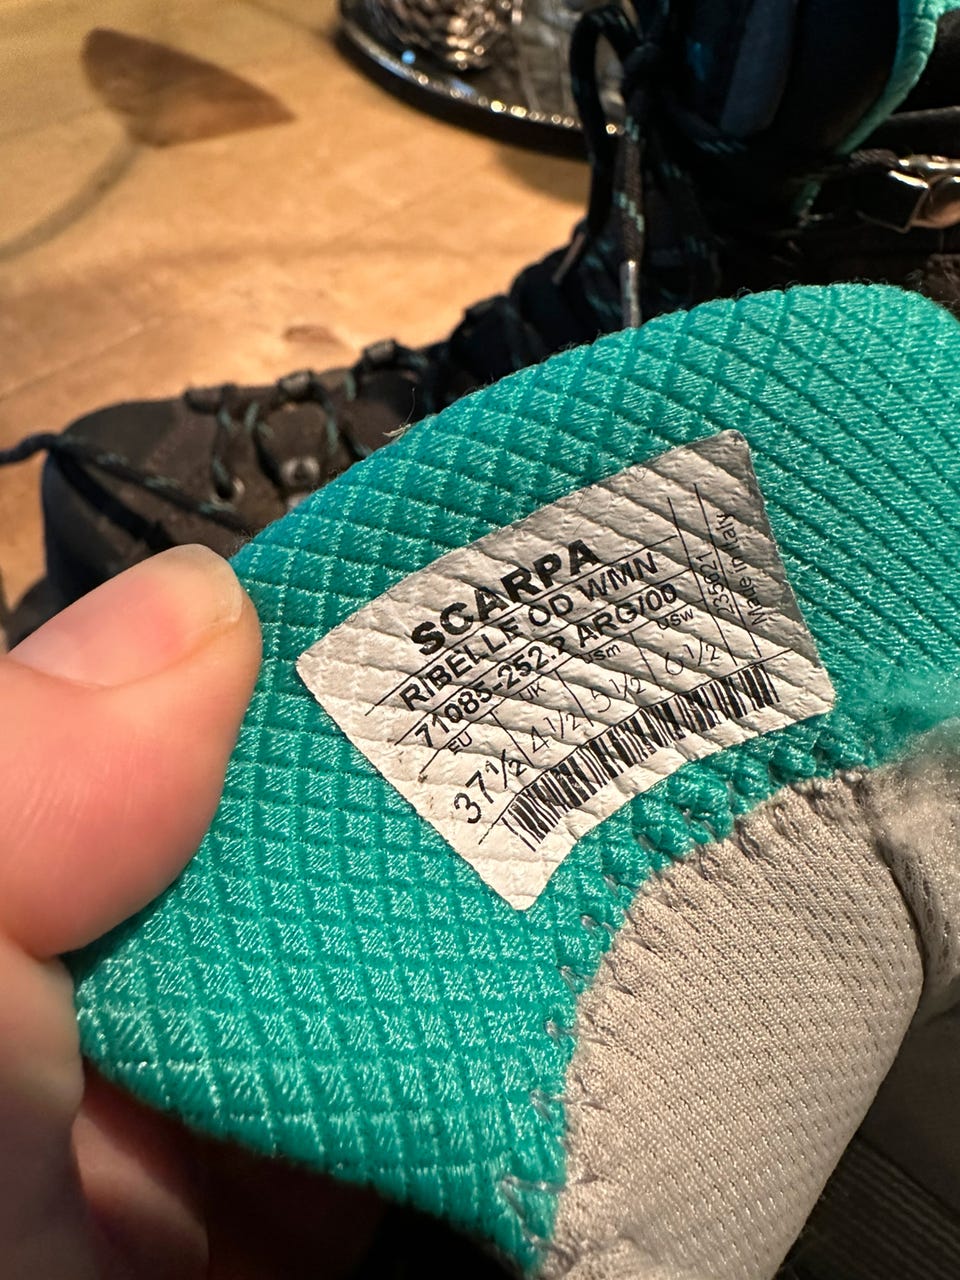 SCARPA
RIBELLE OD WMN
71085-252.2 ARG/00
EU UK USm USw
37½ 4½ 5½ 6½
Made in Italy